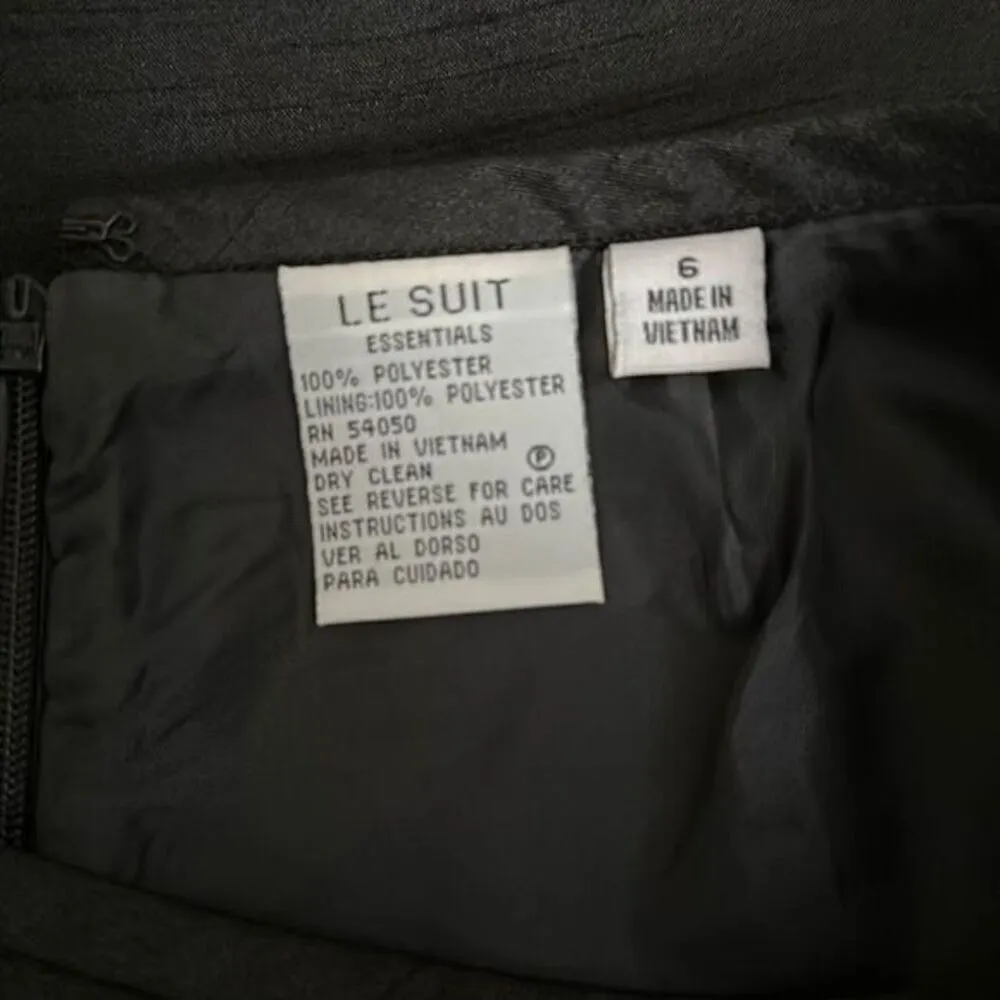 LE SUIT
ESSENTIALS
100% POLYESTER
LINING:100% POLYESTER
RN 54050
MADE IN VIETNAM
DRY CLEAN Ⓟ
SEE REVERSE FOR CARE
INSTRUCTIONS AU DOS
VER AL DORSO
PARA CUIDADO
6
MADE IN
VIETNAM